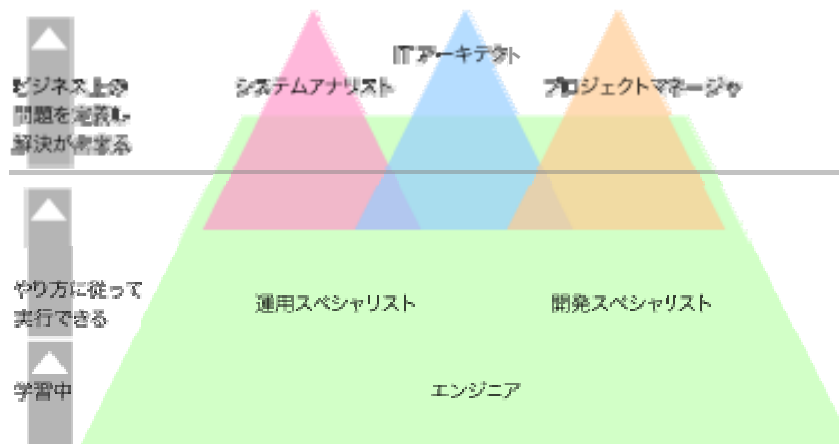 ITアーキテクト
ビジネス上の
システムアナリスト
プロジェクトマネージャ
問題を定義し
解決が出来る
やり方に従って
実行できる
運用スペシャリスト
開発スペシャリスト
学習中
エンジニア